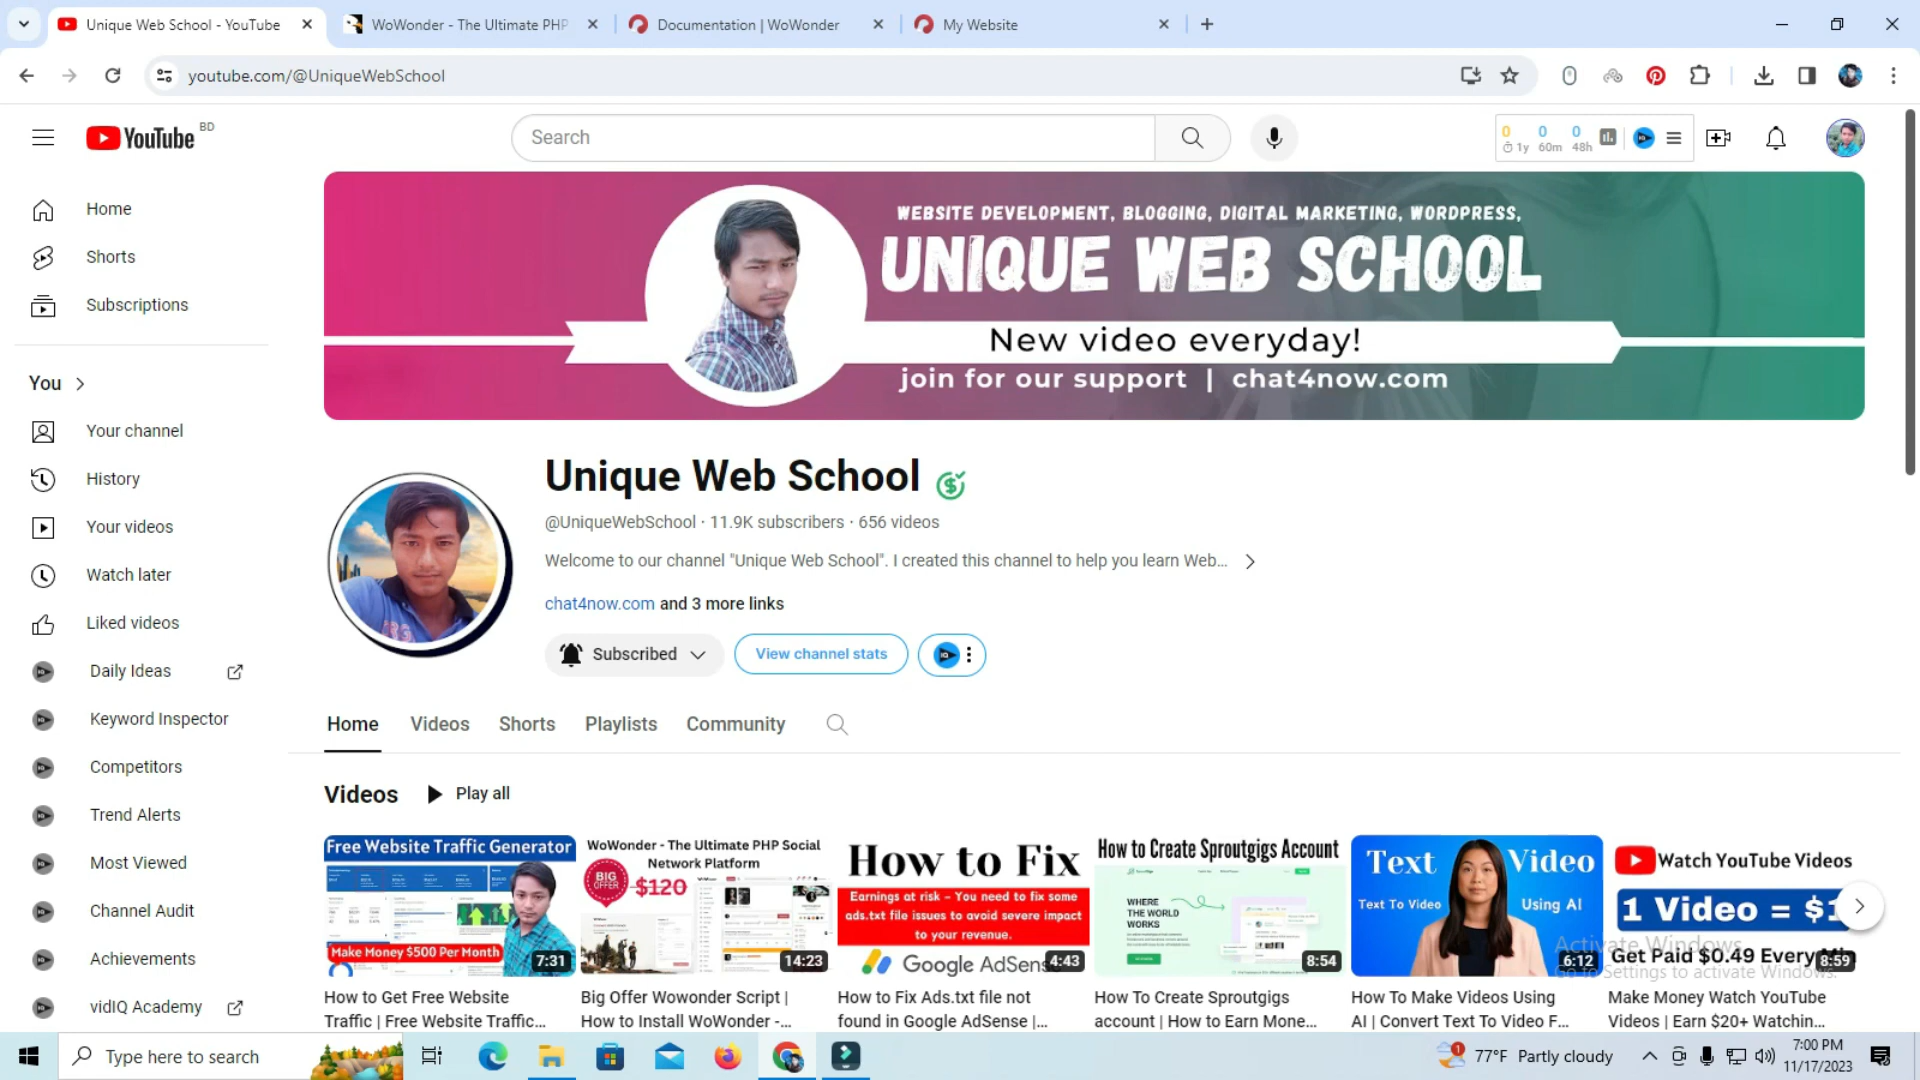 Unique Web School - YouTube
WoWonder - The Ultimate PHP
Documentation | WoWonder
My Website
youtube.com/@UniqueWebSchool
YouTube BD
Search
0 0 0
1y 60m 48h
Home
Shorts
Subscriptions
You
Your channel
History
Your videos
Watch later
Liked videos
Daily Ideas
Keyword Inspector
Competitors
Trend Alerts
Most Viewed
Channel Audit
Achievements
vidIQ Academy
WEBSITE DEVELOPMENT, BLOGGING, DIGITAL MARKETING, WORDPRESS,
UNIQUE WEB SCHOOL
New video everyday!
join for our support | chat4now.com
Unique Web School
@UniqueWebSchool · 11.9K subscribers · 656 videos
Welcome to our channel "Unique Web School". I created this channel to help you learn Web...
chat4now.com and 3 more links
Subscribed
View channel stats
Home Videos Shorts Playlists Community
Videos
Play all
Free Website Traffic Generator
Make Money $500 Per Month
7:31
How to Get Free Website
Traffic | Free Website Traffic...
WoWonder - The Ultimate PHP Social
Network Platform
BIG
OFFER
$120
14:23
Big Offer Wowonder Script |
How to Install WoWonder -...
How to Fix
Earnings at risk – You need to fix some
ads.txt file issues to avoid severe impact
to your revenue.
Google AdSens
4:43
How to Fix Ads.txt file not
found in Google AdSense |...
How to Create Sproutgigs Account
WHERE
THE WORLD
WORKS
8:54
How To Create Sproutgigs
account | How to Earn Mone...
Text Video
Text To Video
Using AI
6:12
How To Make Videos Using
AI | Convert Text To Video F...
Watch YouTube Videos
1 Video = $1
Get Paid $0.49 Every
8:59
Make Money Watch YouTube
Videos | Earn $20+ Watchin...
Activate Windows
Go to Settings to activate Windows.
Type here to search
1
77°F Partly cloudy
7:00 PM
11/17/2023